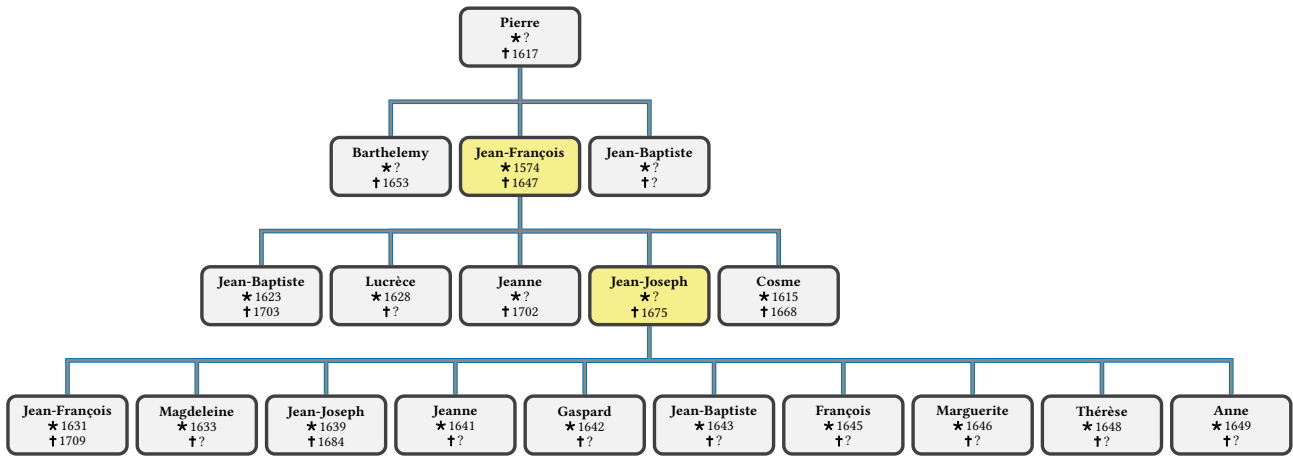 Pierre
* ?
† 1617
Barthelemy
* ?
† 1653
Jean-François
* 1574
† 1647
Jean-Baptiste
* ?
† ?
Jean-Baptiste
* 1623
† 1703
Lucrèce
* 1628
† ?
Jeanne
* ?
† 1702
Jean-Joseph
* ?
† 1675
Cosme
* 1615
† 1668
Jean-François
* 1631
† 1709
Magdeleine
* 1633
† ?
Jean-Joseph
* 1639
† 1684
Jeanne
* 1641
† ?
Gaspard
* 1642
† ?
Jean-Baptiste
* 1643
† ?
François
* 1645
† ?
Marguerite
* 1646
† ?
Thérèse
* 1648
† ?
Anne
* 1649
† ?